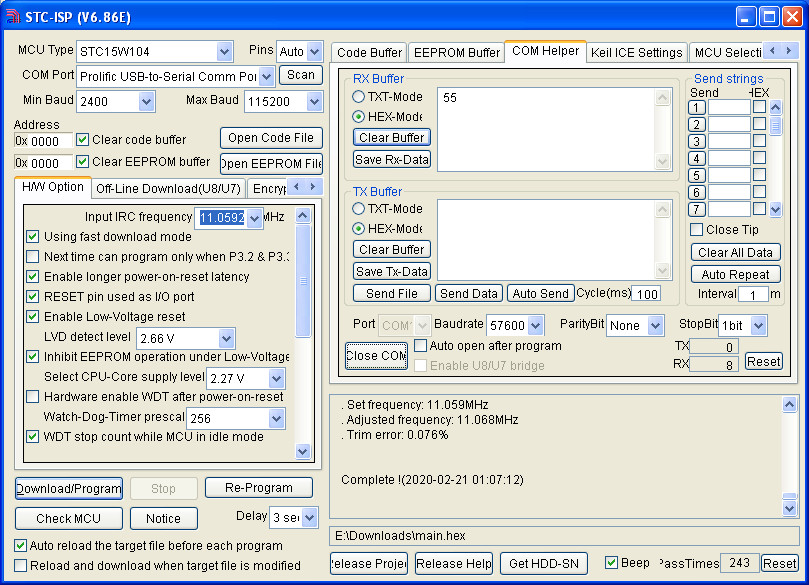 STC-ISP (V6.86E)
MCU Type STC15W104 Pins Auto
COM Port Prolific USB-to-Serial Comm Por Scan
Min Baud 2400 Max Baud 115200
Address
0x 0000 Clear code buffer Open Code File
0x 0000 Clear EEPROM buffer Open EEPROM File
H/W Option Off-Line Download(U8/U7) Encryp
Input IRC frequency 11.0592 MHz
Using fast download mode
Next time can program only when P3.2 & P3.3
Enable longer power-on-reset latency
RESET pin used as I/O port
Enable Low-Voltage reset
LVD detect level 2.66 V
Inhibit EEPROM operation under Low-Voltage
Select CPU-Core supply level 2.27 V
Hardware enable WDT after power-on-reset
Watch-Dog-Timer prescal 256
WDT stop count while MCU in idle mode
Download/Program Stop Re-Program
Check MCU Notice Delay 3 sec
Auto reload the target file before each program
Reload and download when target file is modified
Code Buffer EEPROM Buffer COM Helper Keil ICE Settings MCU Selecti
RX Buffer
TXT-Mode
HEX-Mode
Clear Buffer
Save Rx-Data
55
TX Buffer
TXT-Mode
HEX-Mode
Clear Buffer
Save Tx-Data
Send File Send Data Auto Send Cycle(ms) 100
Send strings
Send HEX
1
2
3
4
5
6
7
Close Tip
Clear All Data
Auto Repeat
Interval 1 m
Port COM Baudrate 57600 ParityBit None StopBit 1bit
Close COM Auto open after program TX 0
Enable U8/U7 bridge RX 8 Reset
. Set frequency: 11.059MHz
. Adjusted frequency: 11.068MHz
. Trim error: 0.076%
Complete !(2020-02-21 01:07:12)
E:\Downloads\main.hex
Release Projec Release Help Get HDD-SN Beep PassTimes 243 Reset